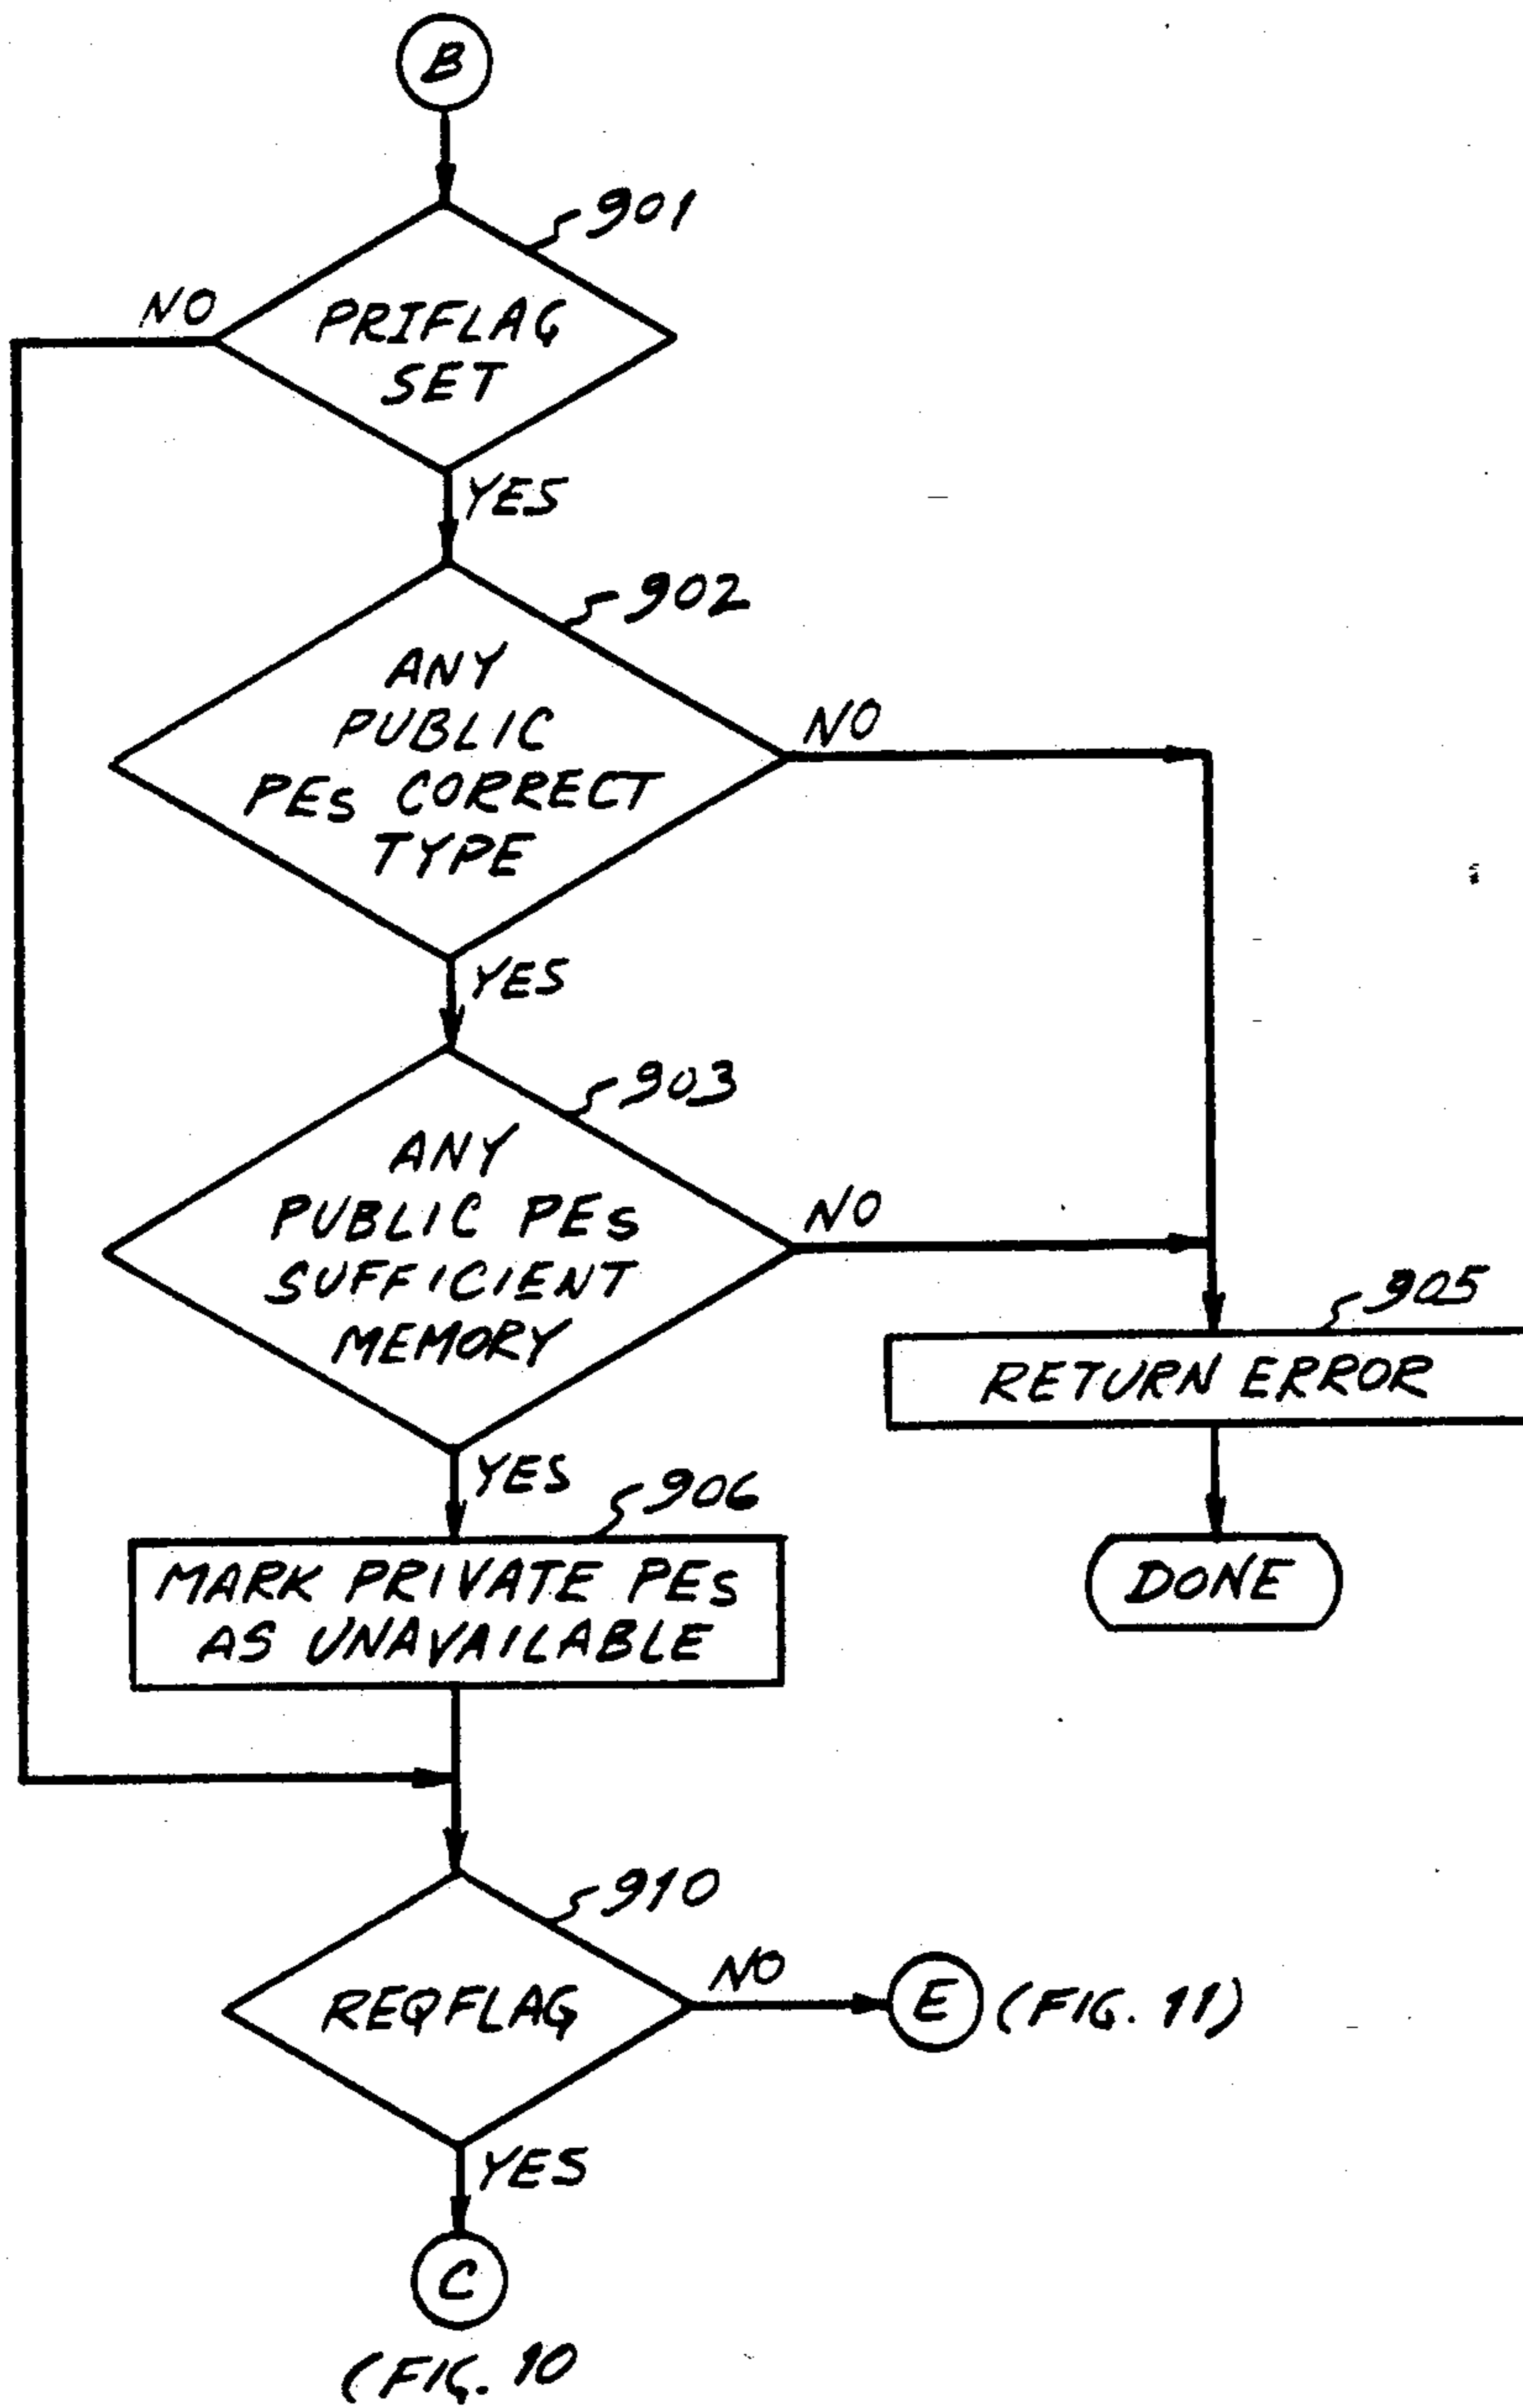 B
901
NO
PRIFLAG
SET
YES
902
ANY
PUBLIC
PES CORRECT
TYPE
NO
YES
903
ANY
PUBLIC PES
SUFFICIENT
MEMORY
NO
905
RETURN ERROR
YES
906
MARK PRIVATE PES
AS UNAVAILABLE
DONE
910
REQFLAG
NO
E (FIG. 11)
YES
C
(FIG. 10